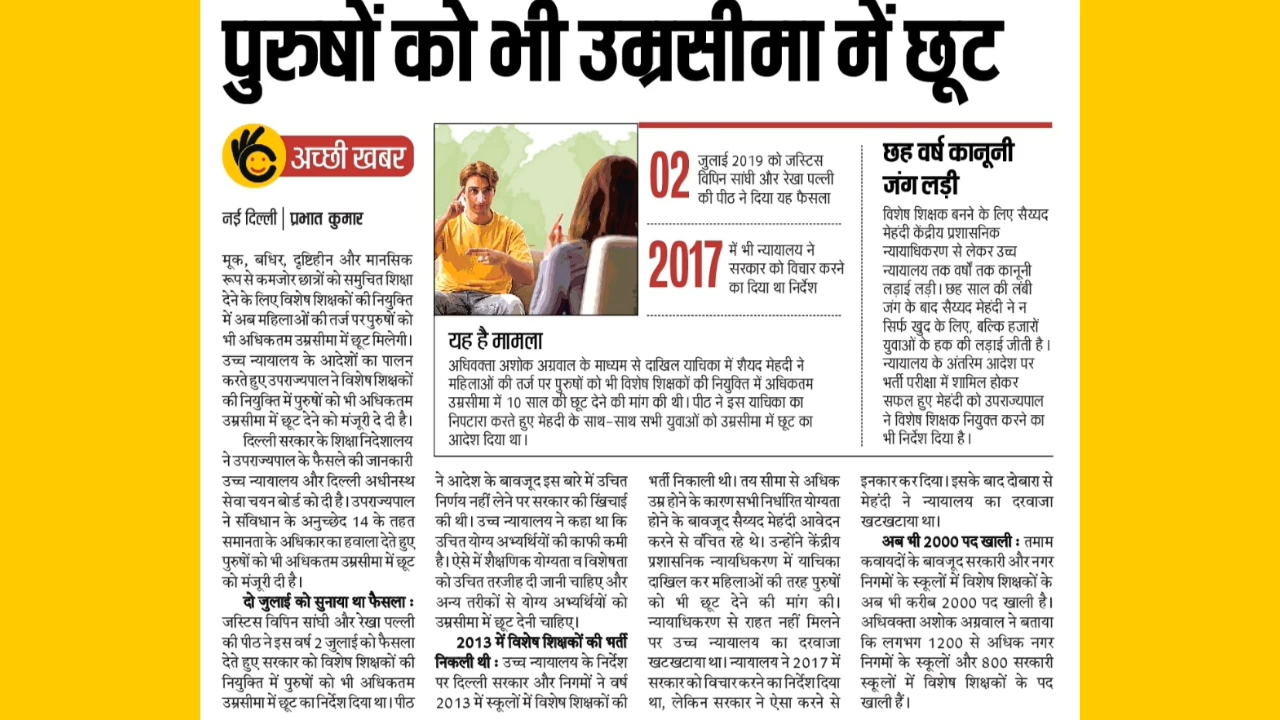 पुरुषों को भी उम्रसीमा में छूट
अच्छी खबर
नई दिल्ली | प्रभात कुमार
मूक, बधिर, दृष्टिहीन और मानसिक
रूप से कमजोर छात्रों को समुचित शिक्षा
देने के लिए विशेष शिक्षकों की नियुक्ति
में अब महिलाओं की तर्ज पर पुरुषों को
भी अधिकतम उम्रसीमा में छूट मिलेगी।
उच्च न्यायालय के आदेशों का पालन
करते हुए उपराज्यपाल ने विशेष शिक्षकों
की नियुक्ति में पुरुषों को भी अधिकतम
उम्रसीमा में छूट देने को मंजूरी दे दी है।
दिल्ली सरकार के शिक्षा निदेशालय
ने उपराज्यपाल के फैसले की जानकारी
उच्च न्यायालय और दिल्ली अधीनस्थ
सेवा चयन बोर्ड को दी है। उपराज्यपाल
ने संविधान के अनुच्छेद 14 के तहत
समानता के अधिकार का हवाला देते हुए
पुरुषों को भी अधिकतम उम्रसीमा में छूट
को मंजूरी दी है।
दो जुलाई को सुनाया था फैसला :
जस्टिस विपिन सांघी और रेखा पल्ली
की पीठ ने इस वर्ष 2 जुलाई को फैसला
देते हुए सरकार को विशेष शिक्षकों की
नियुक्ति में पुरुषों को भी अधिकतम
उम्रसीमा में छूट का निर्देश दिया था। पीठ
02
जुलाई 2019 को जस्टिस
विपिन सांघी और रेखा पल्ली
की पीठ ने दिया यह फैसला
2017
में भी न्यायालय ने
सरकार को विचार करने
का दिया था निर्देश
यह है मामला
अधिवक्ता अशोक अग्रवाल के माध्यम से दाखिल याचिका में शैयद मेहदी ने
महिलाओं की तर्ज पर पुरुषों को भी विशेष शिक्षकों की नियुक्ति में अधिकतम
उम्रसीमा में 10 साल की छूट देने की मांग की थी। पीठ ने इस याचिका का
निपटारा करते हुए मेहदी के साथ-साथ सभी युवाओं को उम्रसीमा में छूट का
आदेश दिया था।
छह वर्ष कानूनी
जंग लड़ी
विशेष शिक्षक बनने के लिए सैय्यद
मेहदी केंद्रीय प्रशासनिक
न्यायाधिकरण से लेकर उच्च
न्यायालय तक वर्षों तक कानूनी
लड़ाई लड़ी। छह साल की लंबी
जंग के बाद सैय्यद मेहंदी ने न
सिर्फ खुद के लिए, बल्कि हजारों
युवाओं के हक की लड़ाई जीती है।
न्यायालय के अंतरिम आदेश पर
भर्ती परीक्षा में शामिल होकर
सफल हुए मेहंदी को उपराज्यपाल
ने विशेष शिक्षक नियुक्त करने का
भी निर्देश दिया है।
ने आदेश के बावजूद इस बारे में उचित
निर्णय नहीं लेने पर सरकार की खिंचाई
की थी। उच्च न्यायालय ने कहा था कि
उचित योग्य अभ्यर्थियों की काफी कमी
है। ऐसे में शैक्षणिक योग्यता व विशेषता
को उचित तरजीह दी जानी चाहिए और
अन्य तरीकों से योग्य अभ्यर्थियों को
उम्रसीमा में छूट देनी चाहिए।
2013 में विशेष शिक्षकों की भर्ती
निकली थी : उच्च न्यायालय के निर्देश
पर दिल्ली सरकार और निगमों ने वर्ष
2013 में स्कूलों में विशेष शिक्षकों की
भर्ती निकाली थी। तय सीमा से अधिक
उम्र होने के कारण सभी निर्धारित योग्यता
होने के बावजूद सैय्यद मेहंदी आवेदन
करने से वंचित रहे थे। उन्होंने केंद्रीय
प्रशासनिक न्यायधिकरण में याचिका
दाखिल कर महिलाओं की तरह पुरुषों
को भी छूट देने की मांग की।
न्यायाधिकरण से राहत नहीं मिलने
पर उच्च न्यायालय का दरवाजा
खटखटाया था। न्यायालय ने 2017 में
सरकार को विचार करने का निर्देश दिया
था, लेकिन सरकार ने ऐसा करने से
इनकार कर दिया। इसके बाद दोबारा से
मेहंदी ने न्यायालय का दरवाजा
खटखटाया था।
अब भी 2000 पद खाली : तमाम
कवायदों के बावजूद सरकारी और नगर
निगमों के स्कूलों में विशेष शिक्षकों के
अब भी करीब 2000 पद खाली है।
अधिवक्ता अशोक अग्रवाल ने बताया
कि लगभग 1200 से अधिक नगर
निगमों के स्कूलों और 800 सरकारी
स्कूलों में विशेष शिक्षकों के पद
खाली हैं।